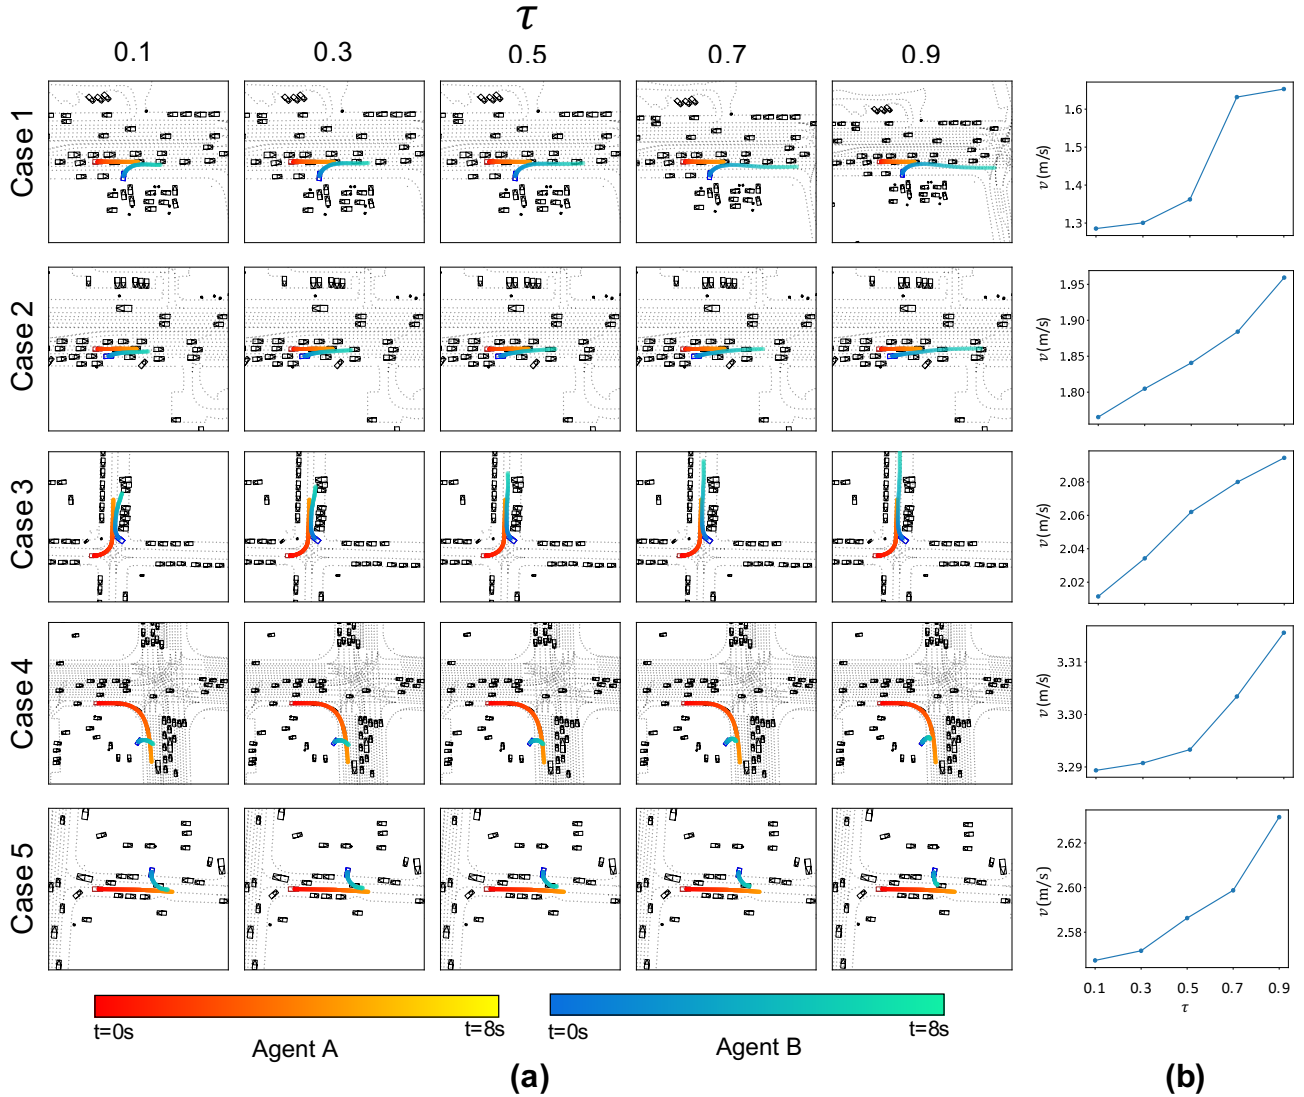 τ
0.1 0.3 0.5 0.7 0.9
Case 1
1.6
1.5
1.4
1.3
v (m/s)
Case 2
1.95
1.90
1.85
1.80
v (m/s)
Case 3
2.08
2.06
2.04
2.02
v (m/s)
Case 4
3.31
3.30
3.29
v (m/s)
Case 5
2.62
2.60
2.58
v (m/s)
0.1 0.3 0.5 0.7 0.9
τ
t=0s t=8s
Agent A
t=0s t=8s
Agent B
(a)
(b)